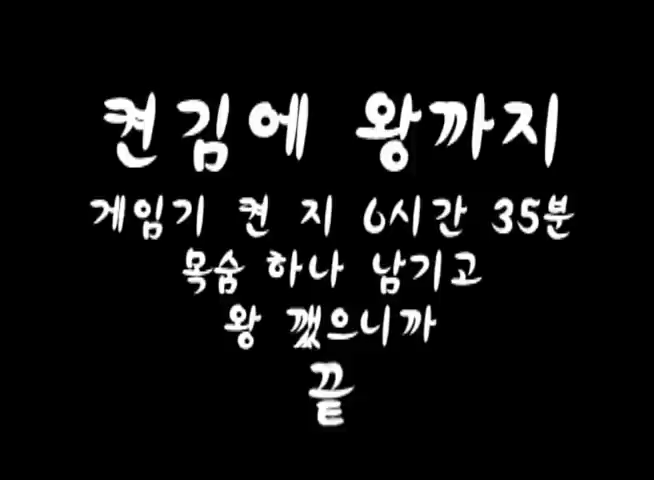 켠김에 왕까지
게임기 켠 지 6시간 35분
목숨 하나 남기고
왕 깼으니까
끝